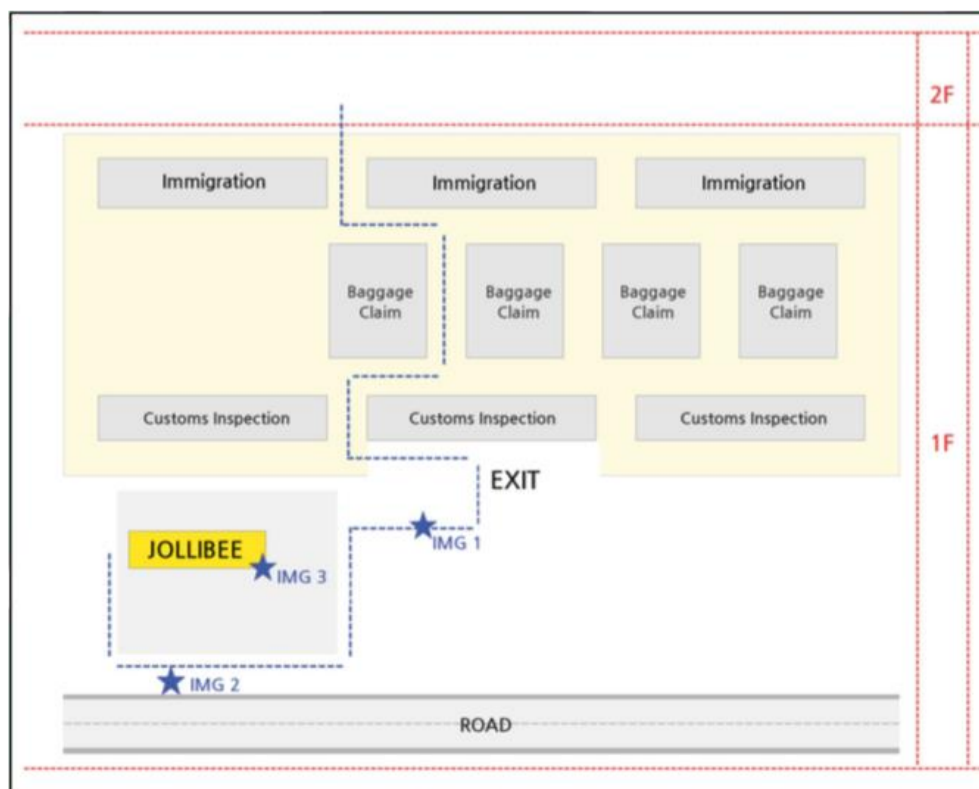 2F
Immigration
Immigration
Immigration
Baggage
Claim
Baggage
Claim
Baggage
Claim
Baggage
Claim
Customs Inspection
Customs Inspection
Customs Inspection
1F
EXIT
IMG 1
JOLLIBEE
IMG 3
IMG 2
ROAD